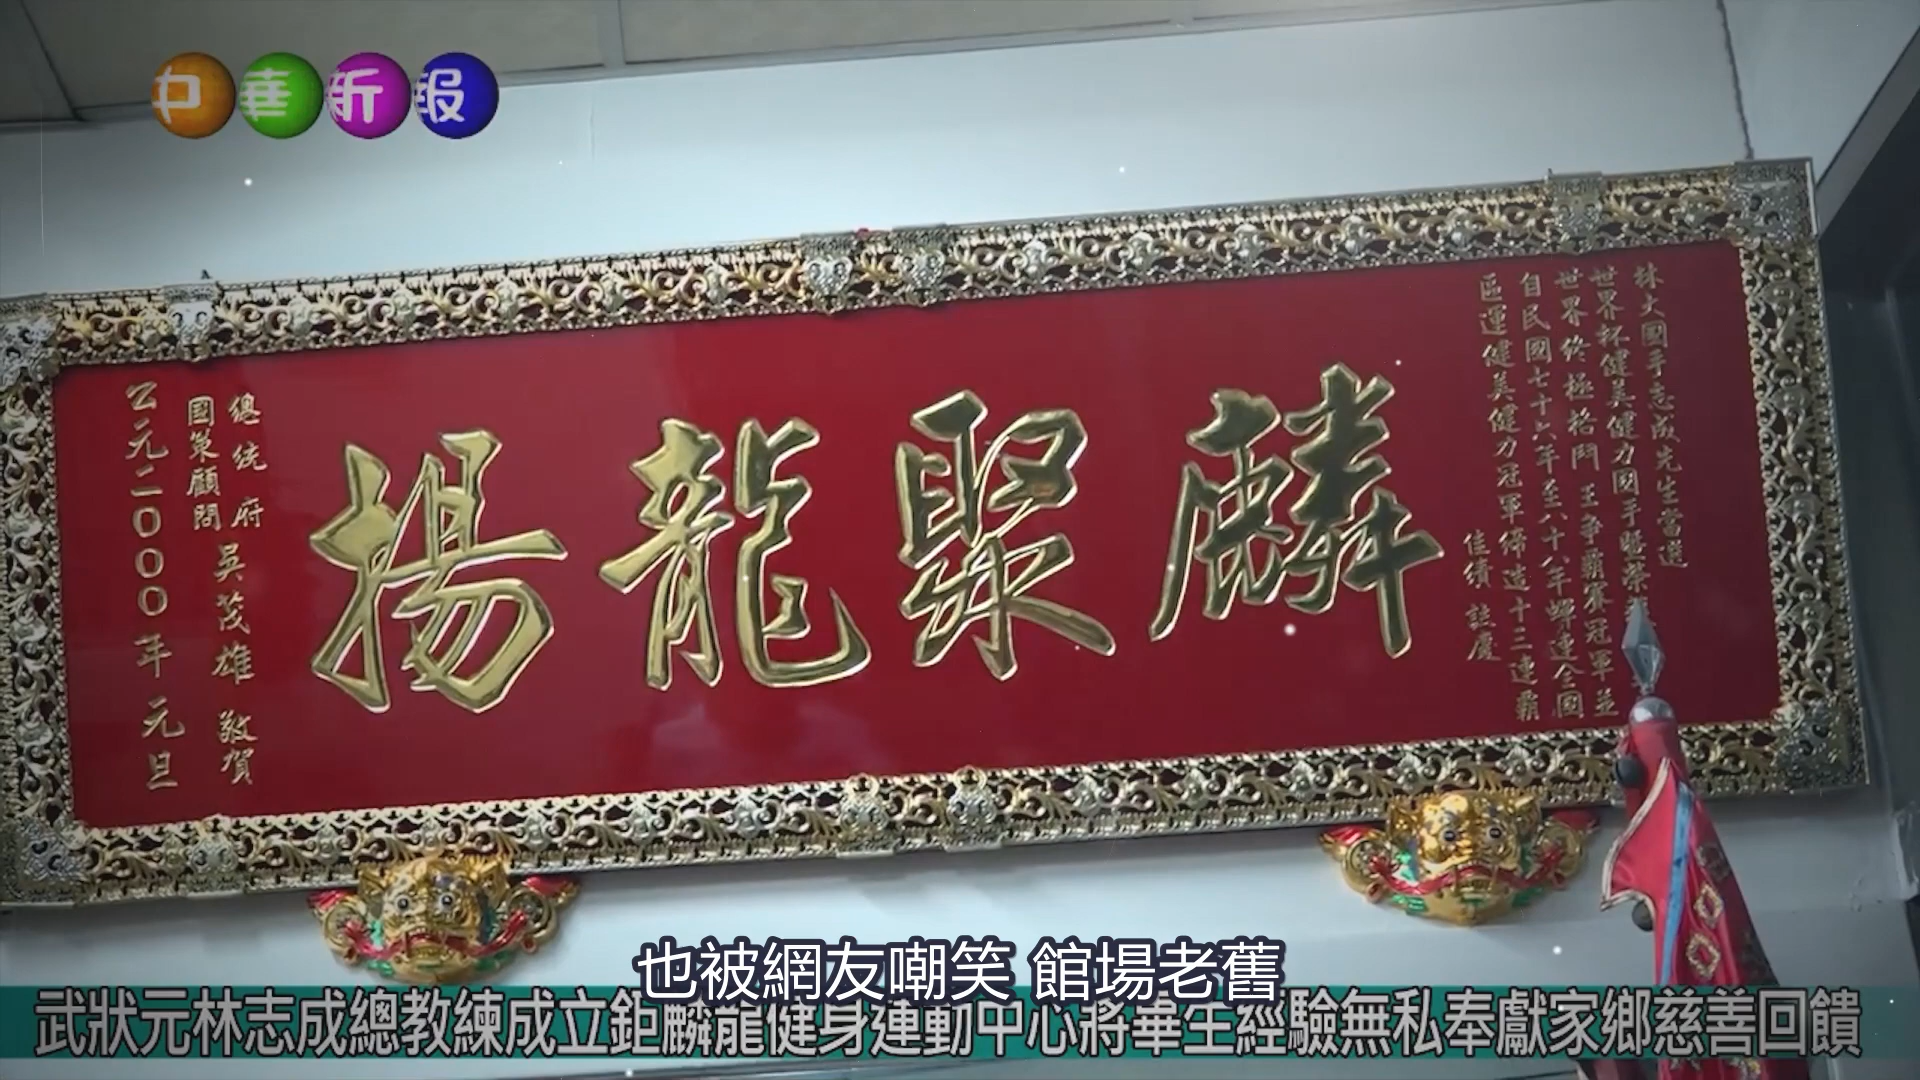 中華新報
麟聚龍揚
林大國手志成先生當選
世界杯健美健力國手暨榮
世界終極格鬥王爭霸賽冠軍並
自民國七十六年至八十八年蟬連全國
區運健美健力冠軍締造十三連霸
佳績 誌慶
總統府
國策顧問
吳茂雄 敬賀
公元二000年元旦
也被網友嘲笑 館場老舊
武狀元林志成總教練成立鉅麟龍健身運動中心將畢生經驗無私奉獻家鄉慈善回饋